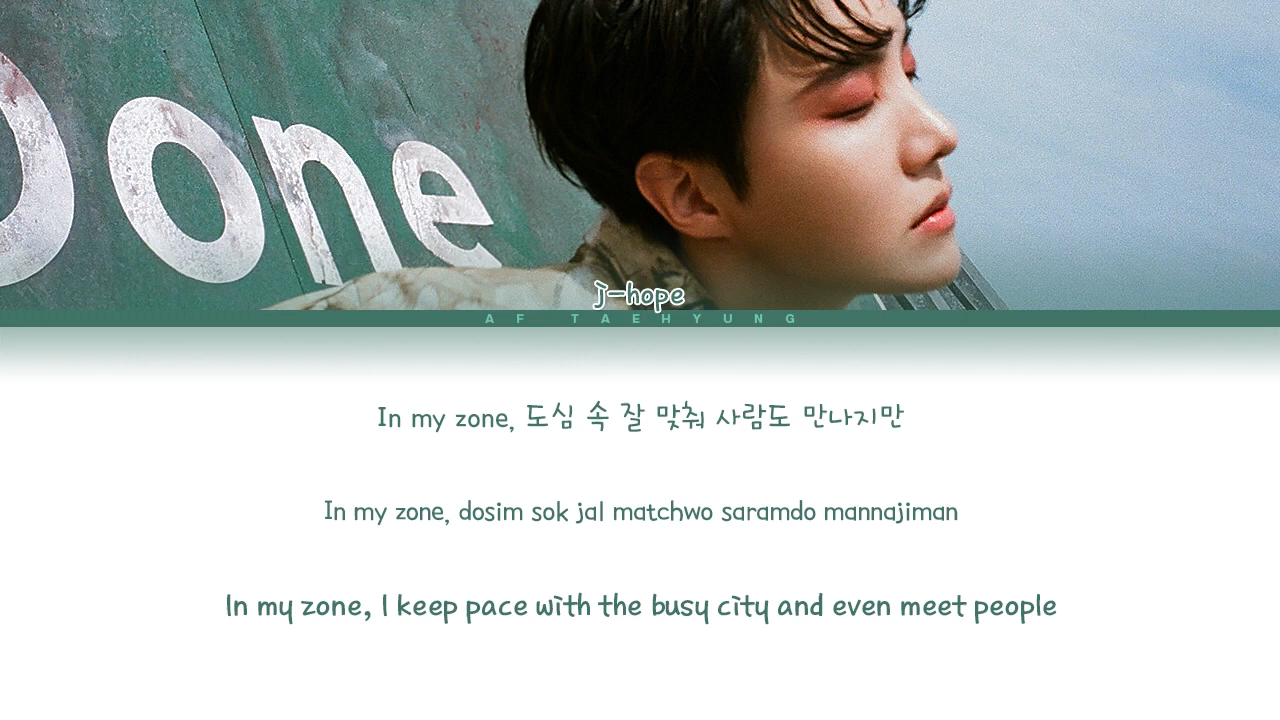 one
j-hope
AF TAEHYUNG
In my zone, 도심 속 잘 맞춰 사람도 만나지만
In my zone, dosim sok jal matchwo saramdo mannajiman
In my zone, I keep pace with the busy city and even meet people